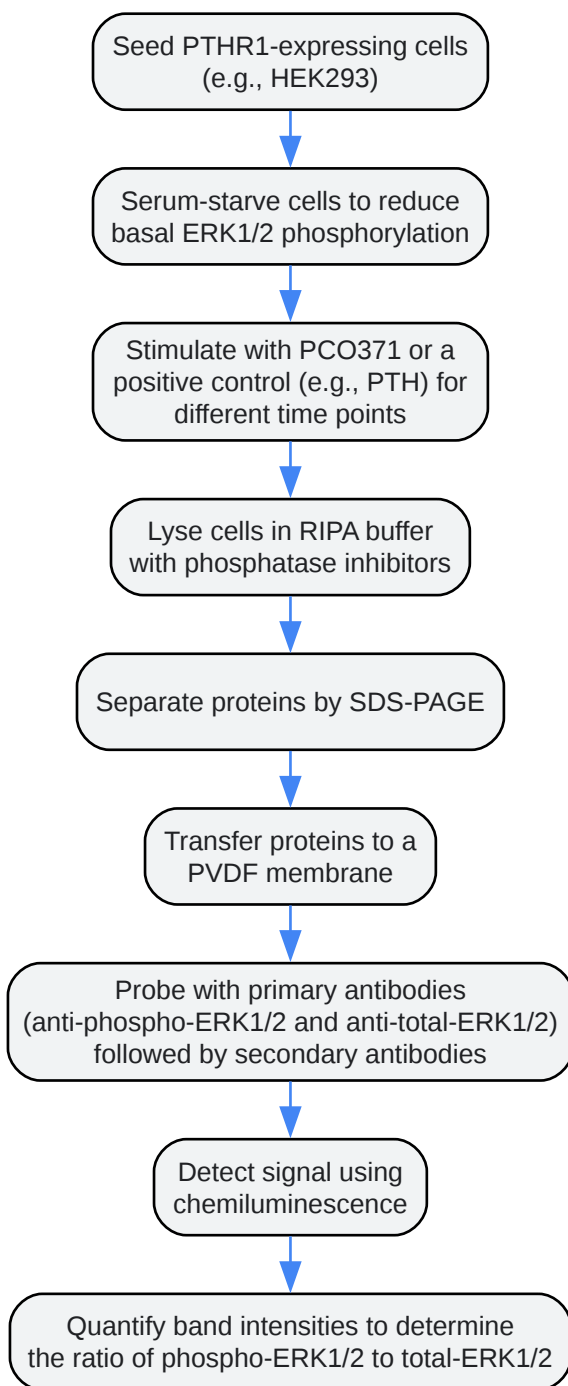 Seed PTHR1-expressing cells
(e.g., HEK293)
Serum-starve cells to reduce
basal ERK1/2 phosphorylation
Stimulate with PCO371 or a
positive control (e.g., PTH) for
different time points
Lyse cells in RIPA buffer
with phosphatase inhibitors
Separate proteins by SDS-PAGE
Transfer proteins to a
PVDF membrane
Probe with primary antibodies
(anti-phospho-ERK1/2 and anti-total-ERK1/2)
followed by secondary antibodies
Detect signal using
chemiluminescence
Quantify band intensities to determine
the ratio of phospho-ERK1/2 to total-ERK1/2